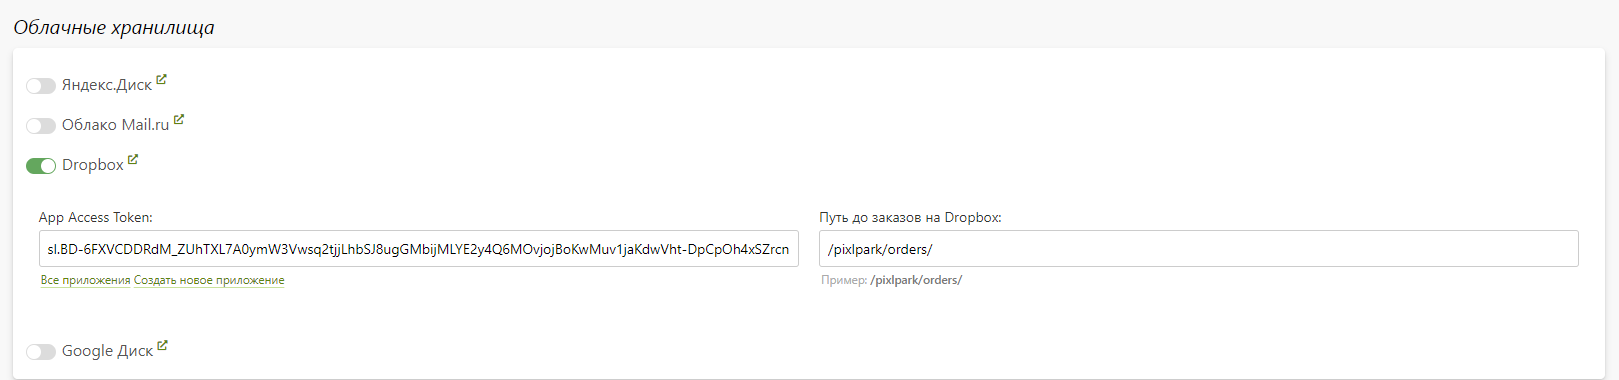 Облачные хранилища
Яндекс.Диск
Облако Mail.ru
Dropbox
App Access Token:
sl.BD-6FXVCDDRdM_ZUhTXL7A0ymW3Vwsq2tjjLhbSJ8ugGMbijMLYE2y4Q6MOvjojBoKwMuv1jaKdwVht-DpCpOh4xSZrcn
Все приложения Создать новое приложение
Путь до заказов на Dropbox:
/pixlpark/orders/
Пример: /pixlpark/orders/
Google Диск